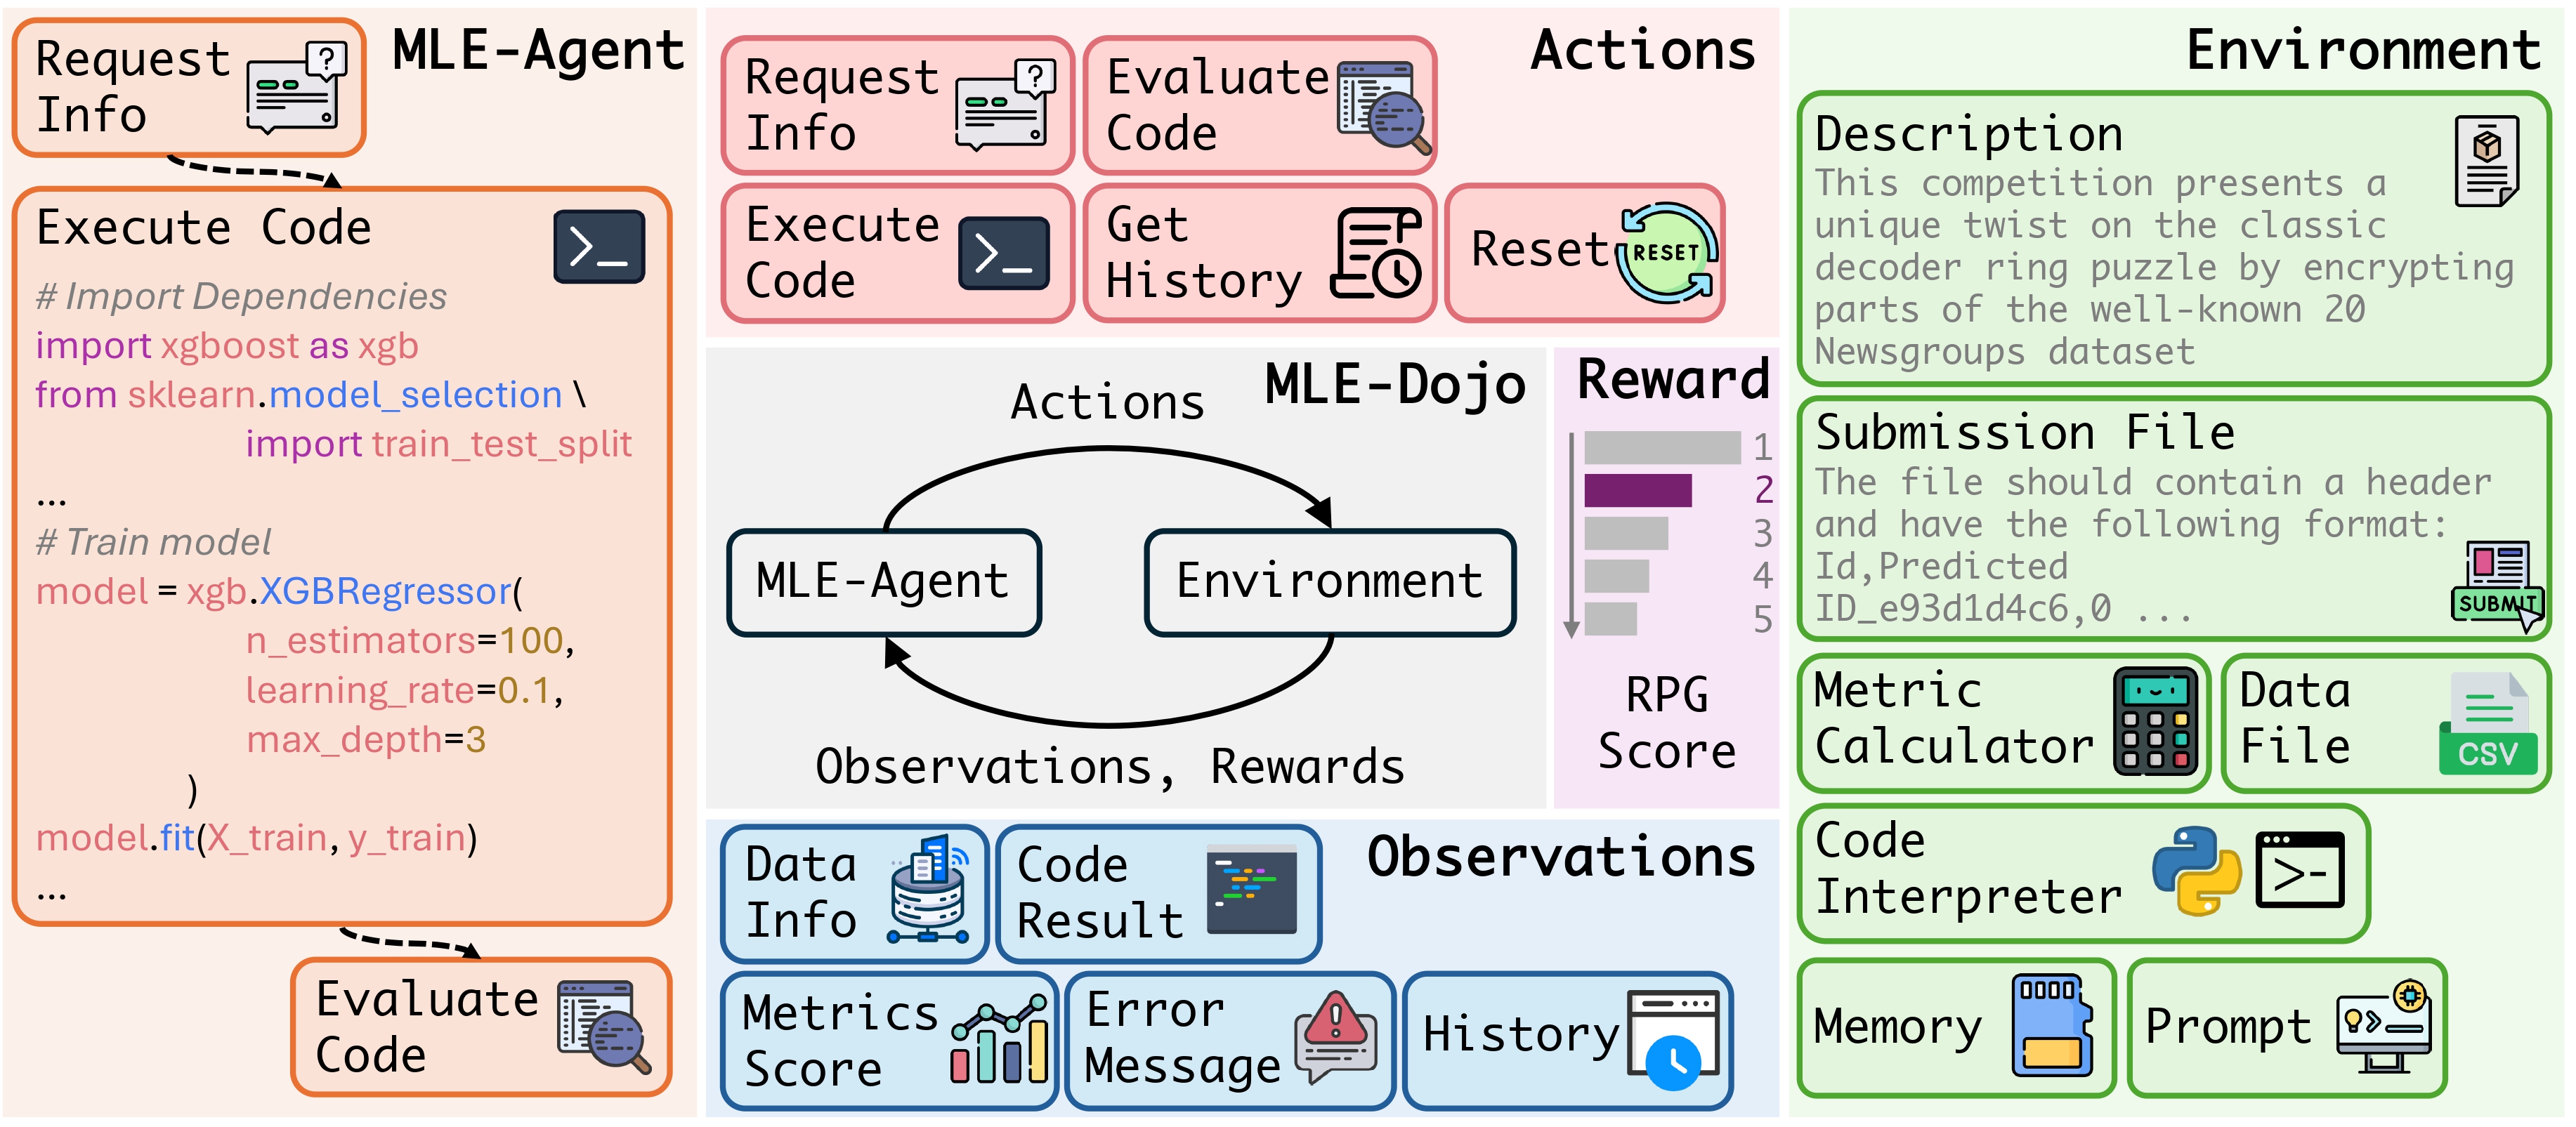 MLE-Agent
Request
Info
Execute Code
# Import Dependencies
import xgboost as xgb
from sklearn.model_selection \
import train_test_split
...
# Train model
model = xgb.XGBRegressor(
n_estimators=100,
learning_rate=0.1,
max_depth=3
)
model.fit(X_train, y_train)
...
Evaluate
Code
Actions
Request
Info
Evaluate
Code
Execute
Code
Get
History
Reset
RESET
MLE-Dojo
Actions
MLE-Agent
Environment
Observations, Rewards
Reward
1
2
3
4
5
RPG
Score
Observations
Data
Info
Code
Result
Metrics
Score
Error
Message
History
Environment
Description
This competition presents a
unique twist on the classic
decoder ring puzzle by encrypting
parts of the well-known 20
Newsgroups dataset
Submission File
The file should contain a header
and have the following format:
Id,Predicted
ID_e93d1d4c6,0 ...
SUBMIT
Metric
Calculator
Data
File
CSV
Code
Interpreter
Memory
Prompt